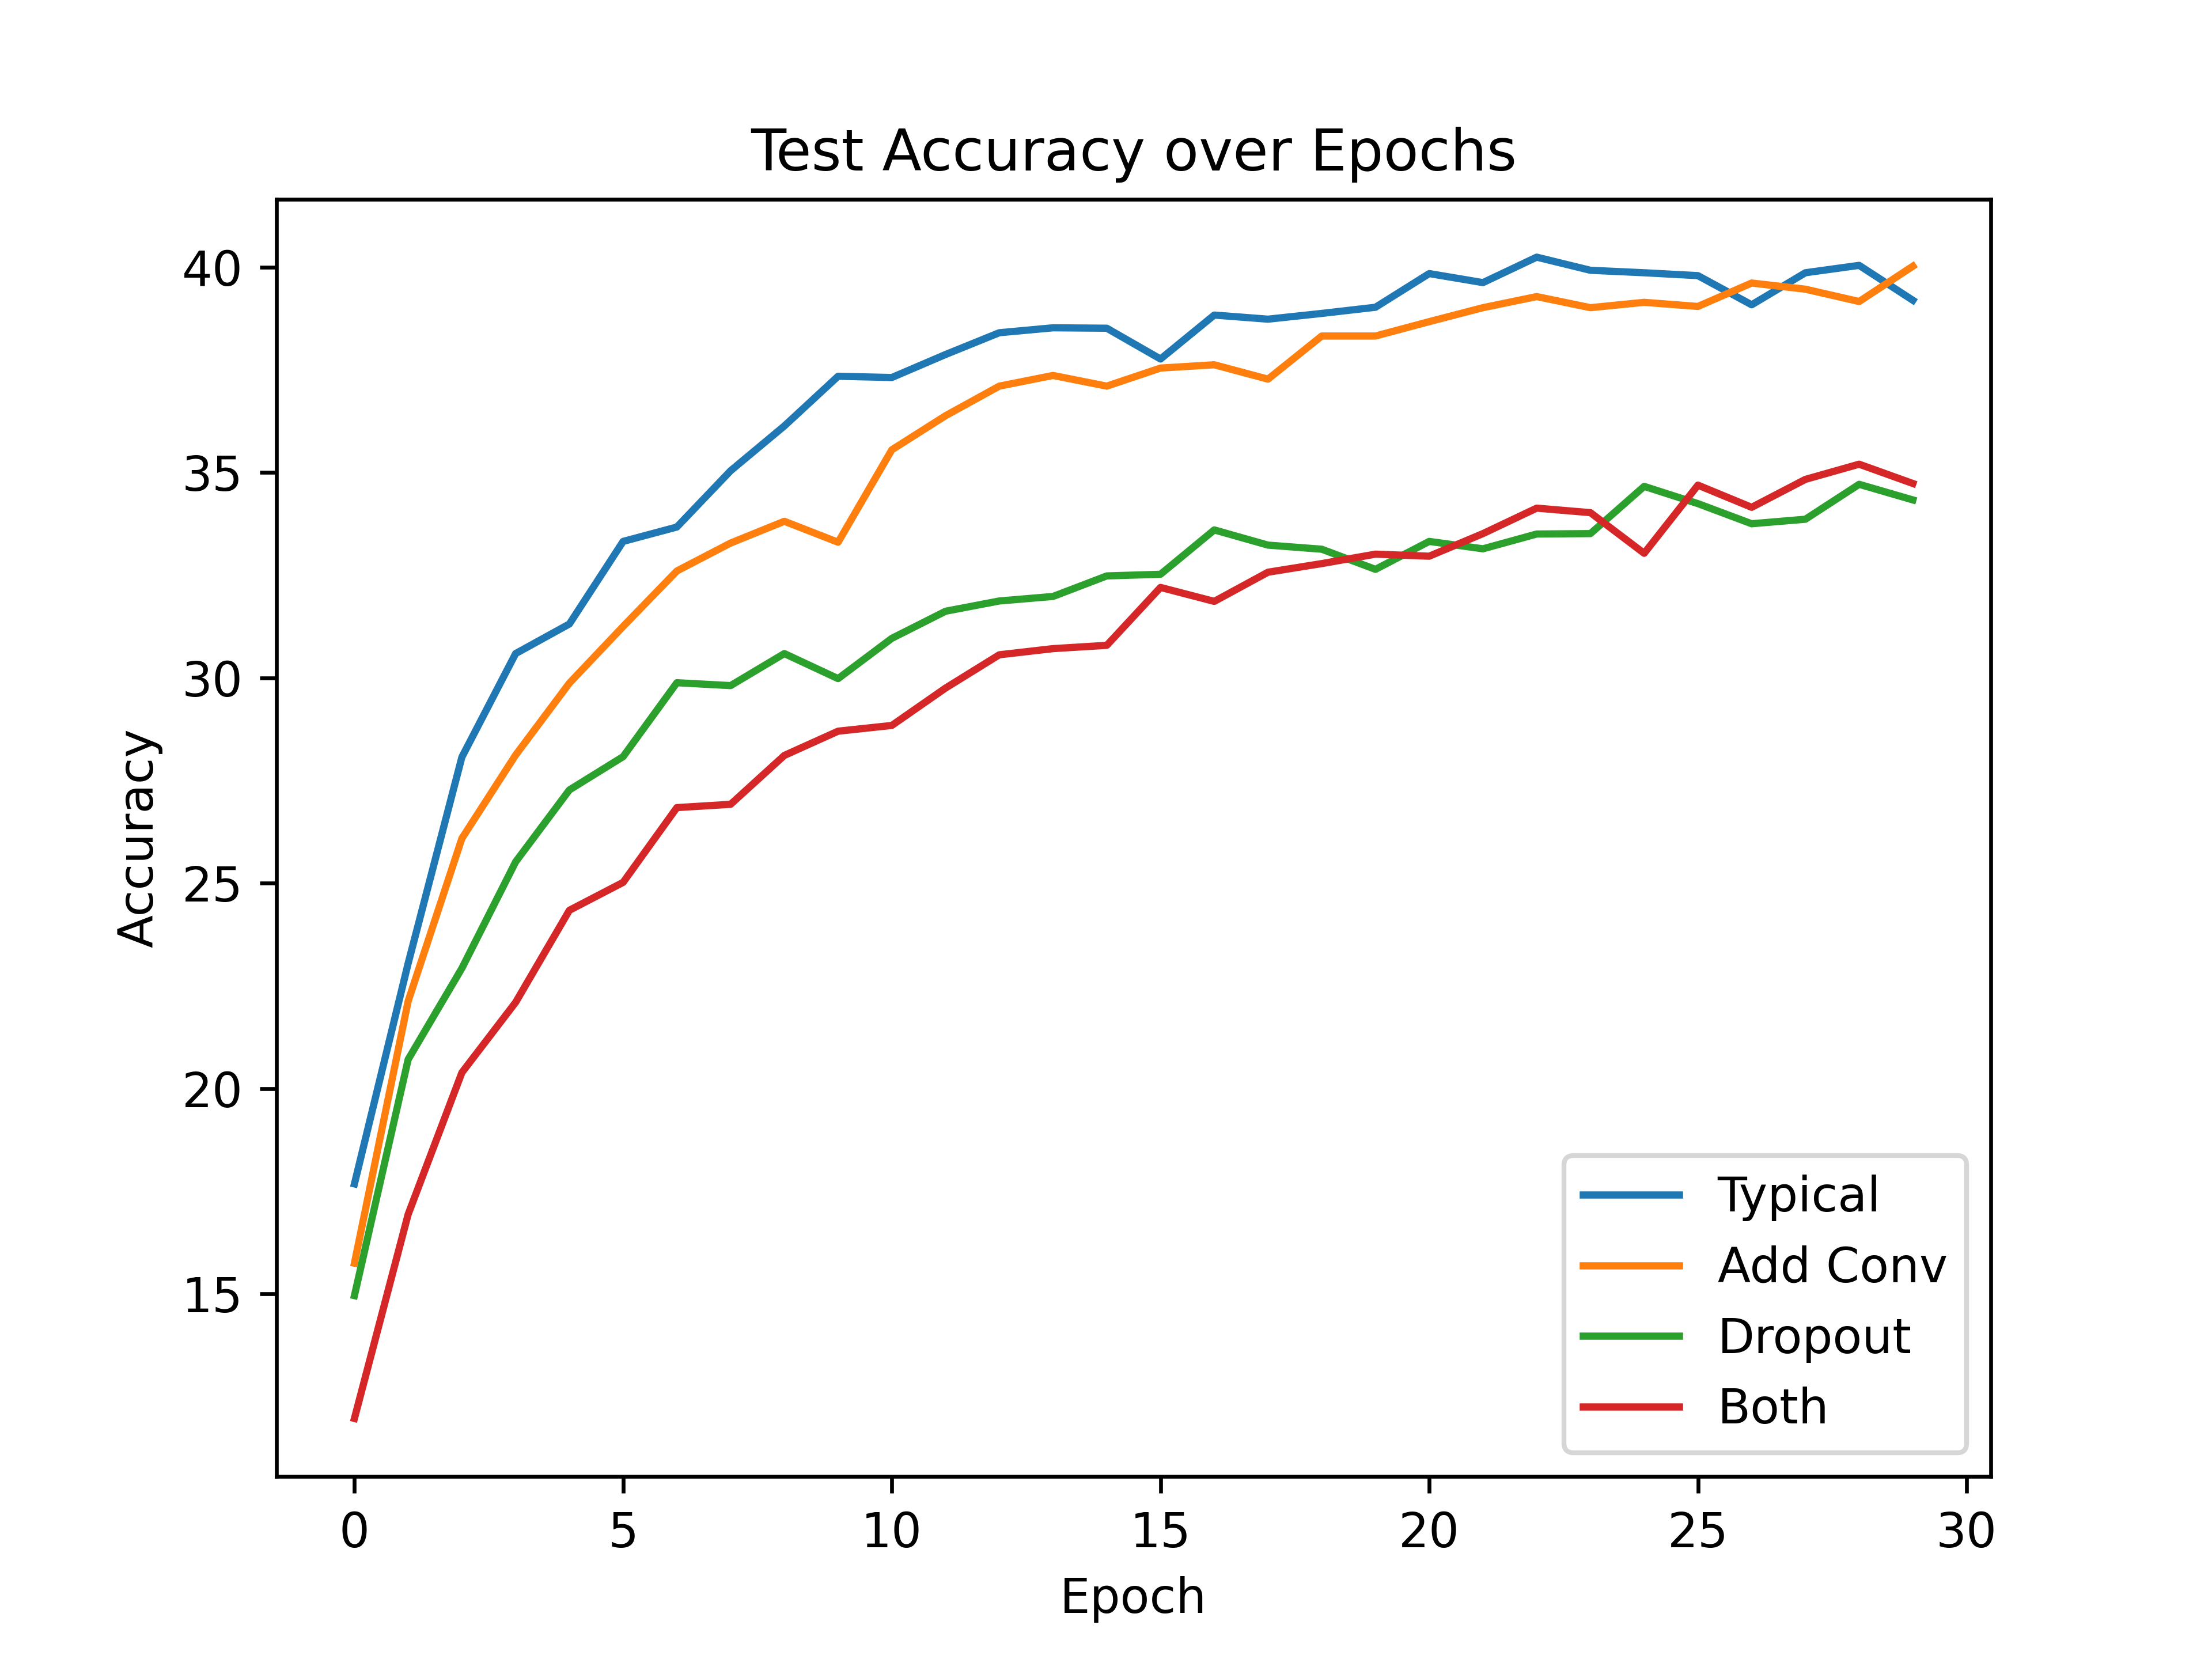 Test Accuracy over Epochs
Accuracy
40
35
30
25
20
15
0 5 10 15 20 25 30
Epoch
Typical
Add Conv
Dropout
Both